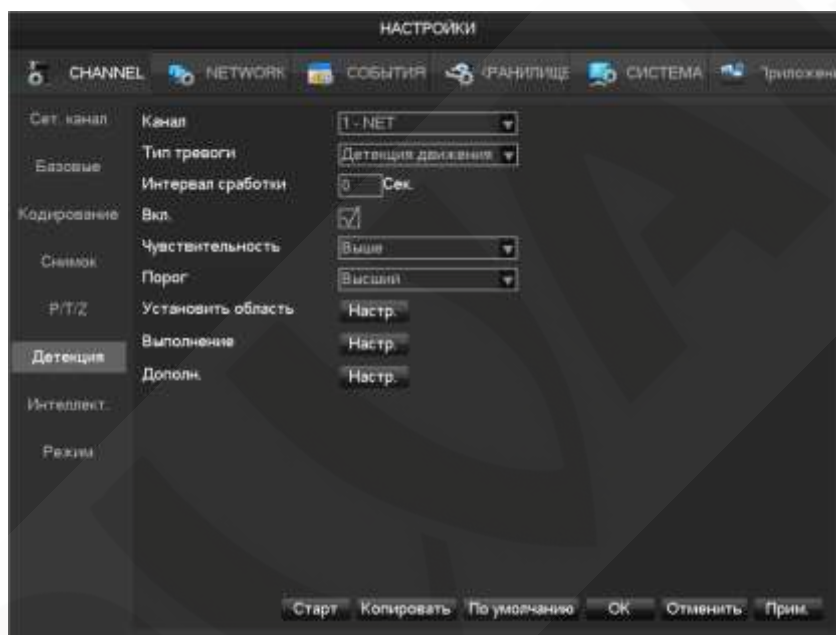 НАСТРОЙКИ
CHANNEL NETWORK СОБЫТИЯ ХРАНИЛИЩЕ СИСТЕМА Приложени
Сет. канал
Базовые
Кодирование
Снимок
P/T/Z
Детекция
Интеллект.
Режим
Канал 1 - NET
Тип тревоги Детекция движения
Интервал сработки 0 Сек.
Вкл.
Чувствительность Выше
Порог Высший
Установить область Настр.
Выполнение Настр.
Дополн. Настр.
Старт Копировать По умолчанию OK Отменить Прим.